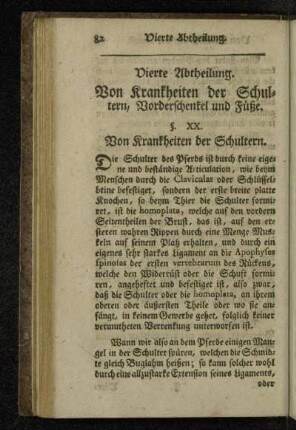 82 Vierte Abtheilung.
Vierte Abtheilung.
Von Krankheiten der Schul-
tern, Vorderschenkel und Füße.
§. XX.
Von Krankheiten der Schultern.
Die Schulter des Pferds ist durch keine eige-
ne und beständige Articulation, wie beym
Menschen durch die Claviculas oder Schlüssel-
beine befestiget, sondern der erste breite platte
Knochen, so beym Thier die Schulter formi-
ret, ist die homoplata, welche auf den vordern
Seitentheilen der Brust, das ist, auf den er-
steren wahren Rippen durch eine Menge Mus-
keln auf seinem Platz erhalten, und durch ein
eigenes sehr starkes Ligament an die Apophysas
spinosas der ersten vertebrarum des Rückens,
welche den Widerrüst oder die Schuft formi-
ren, angeheftet und befestiget ist, also zwar,
daß die Schulter oder die homoplata, an ihrem
oberen oder äußersten Theile oder wo sie an-
fängt, in keinem Gewerbe gehet, folglich keiner
vermutheten Verrenkung unterworfen ist.
Wann wir also an dem Pferde einigen Man-
gel in der Schulter spüren, welchen die Schmid-
te gleich Buglahm heißen; so kann solcher wohl
durch eine allzustarke Extension seines Ligaments,
oder